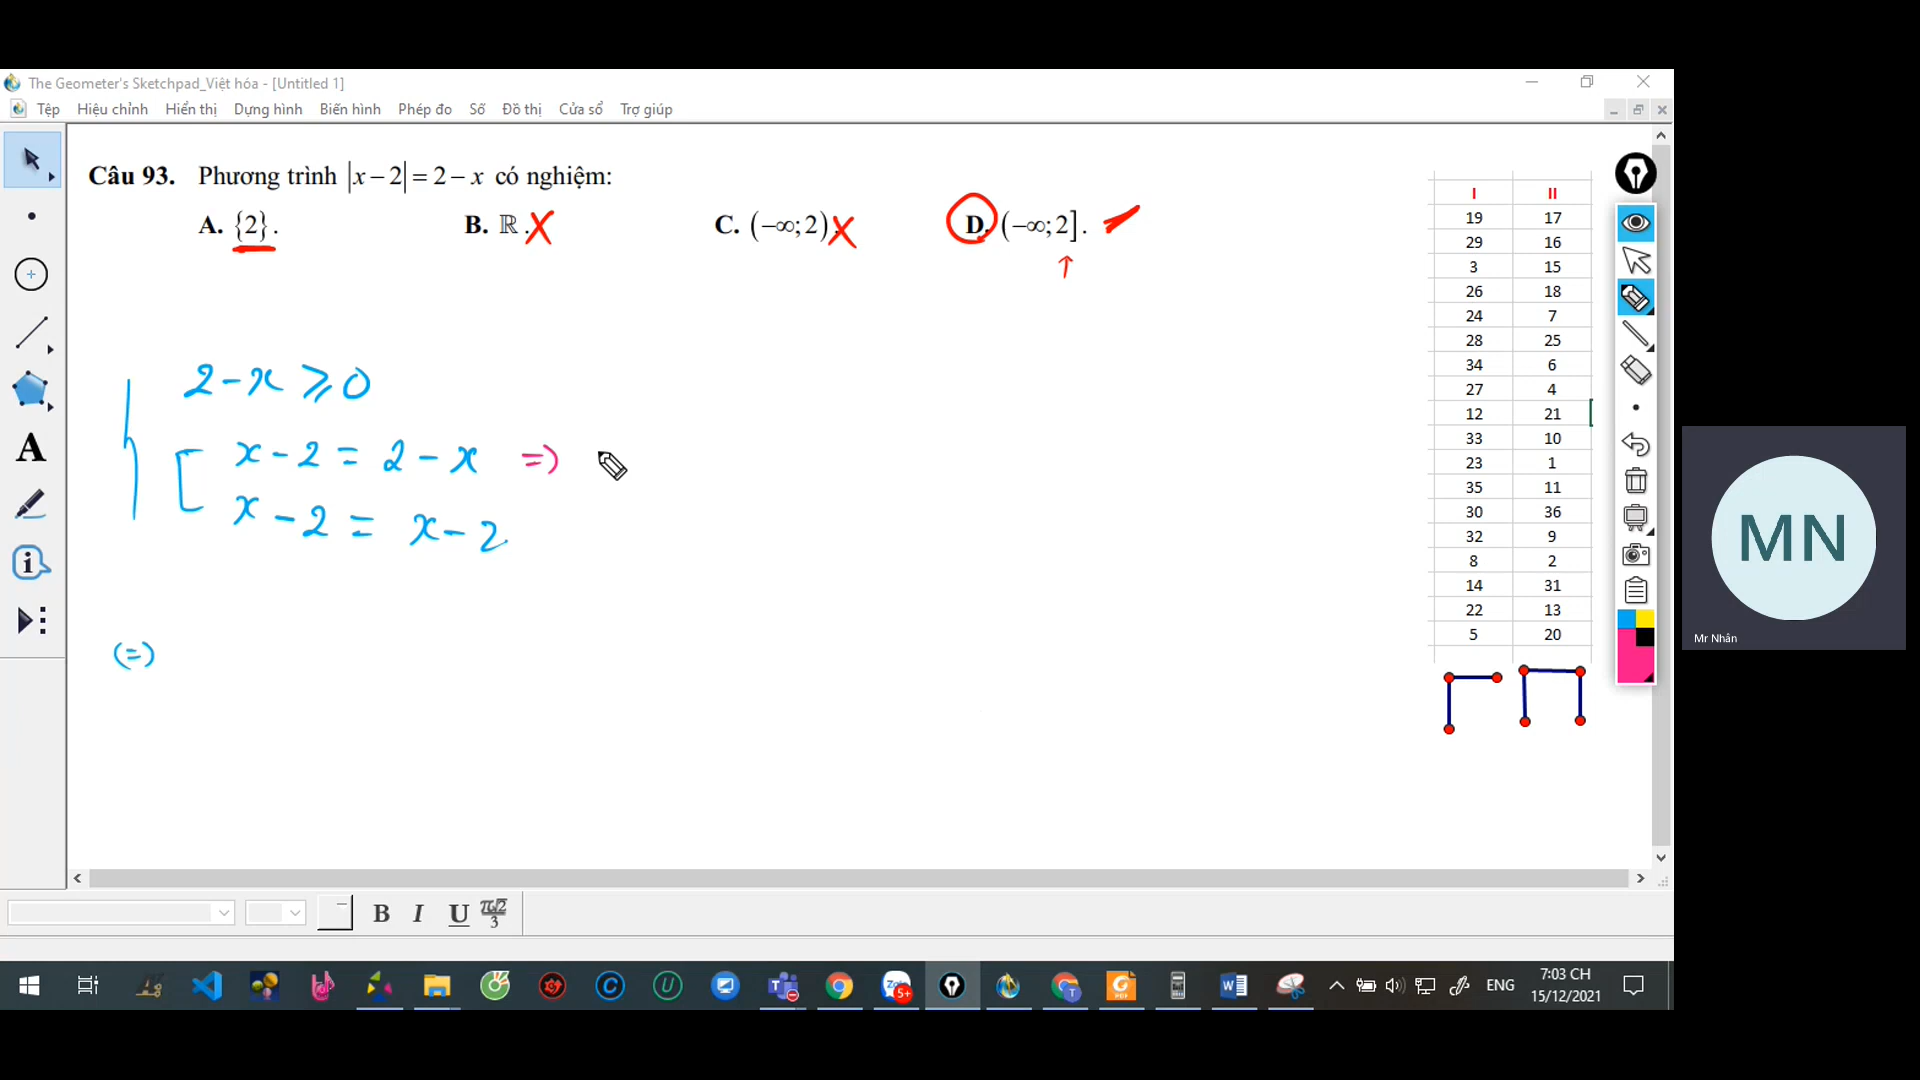 The Geometer's Sketchpad_Việt hóa - [Untitled 1]
Tệp Hiệu chỉnh Hiển thị Dựng hình Biến hình Phép đo Số Đồ thị Cửa sổ Trợ giúp
Câu 93. Phương trình |x − 2| = 2 − x có nghiệm:
A. {2}. B. ℝ. X C. (−∞; 2). X D. (−∞; 2]. ✓
↑
2 - x ⩾ 0
x - 2 = 2 - x =>
x - 2 = x - 2
(=)
I II
19 17
29 16
3 15
26 18
24 7
28 25
34 6
27 4
12 21
33 10
23 1
35 11
30 36
32 9
8 2
14 31
22 13
5 20
A
MN
Mr Nhân
B I U
ENG
7:03 CH
15/12/2021